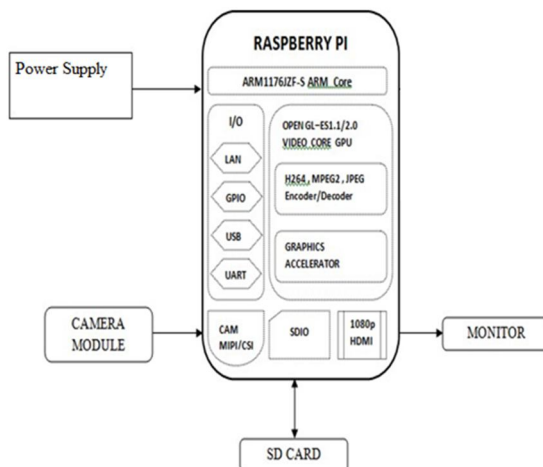 RASPBERRY PI
Power Supply
ARM1176JZF-S ARM Core
I/O
LAN
GPIO
USB
UART
OPEN GL-ES1.1/2.0
VIDEO CORE GPU
H264, MPEG2, JPEG
Encoder/Decoder
GRAPHICS
ACCELERATOR
CAMERA
MODULE
CAM
MIPI/CSI
SDIO
1080p
HDMI
MONITOR
SD CARD